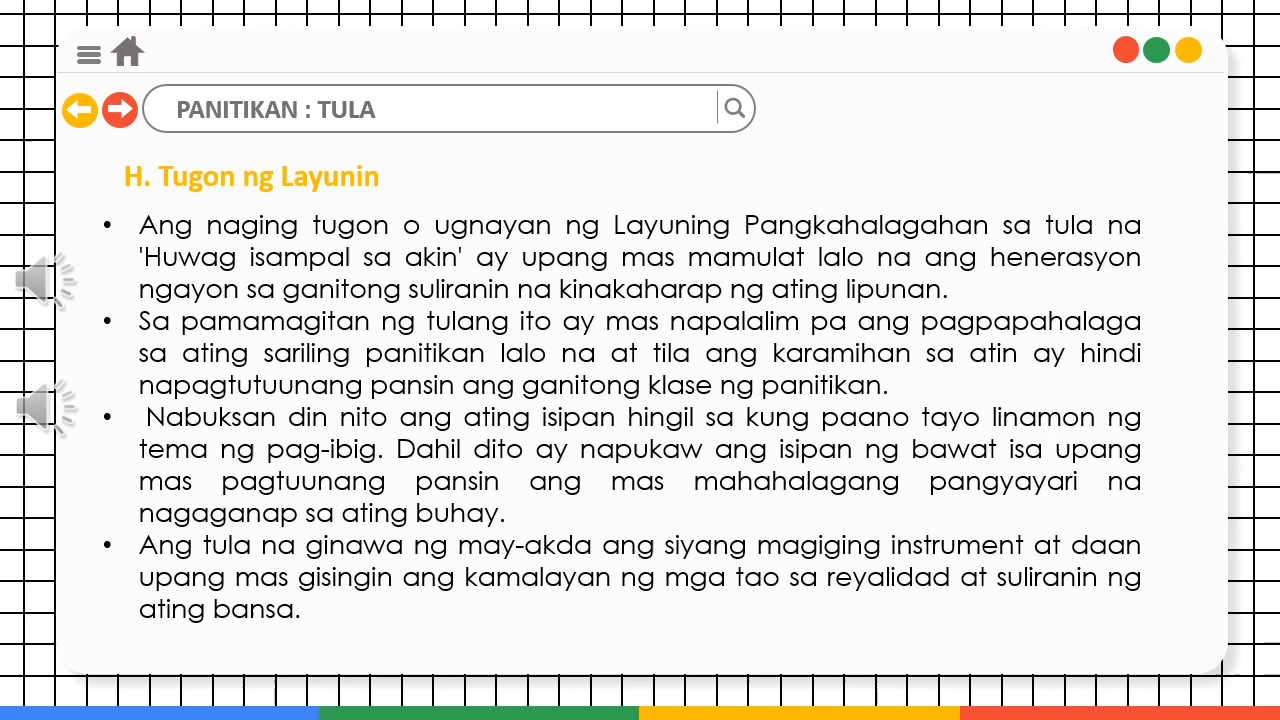 PANITIKAN : TULA
H. Tugon ng Layunin
• Ang naging tugon o ugnayan ng Layuning Pangkahalagahan sa tula na
'Huwag isampal sa akin' ay upang mas mamulat lalo na ang henerasyon
ngayon sa ganitong suliranin na kinakaharap ng ating lipunan.
• Sa pamamagitan ng tulang ito ay mas napalalim pa ang pagpapahalaga
sa ating sariling panitikan lalo na at tila ang karamihan sa atin ay hindi
napagtutuunang pansin ang ganitong klase ng panitikan.
• Nabuksan din nito ang ating isipan hingil sa kung paano tayo linamon ng
tema ng pag-ibig. Dahil dito ay napukaw ang isipan ng bawat isa upang
mas pagtuunang pansin ang mas mahahalagang pangyayari na
nagaganap sa ating buhay.
• Ang tula na ginawa ng may-akda ang siyang magiging instrument at daan
upang mas gisingin ang kamalayan ng mga tao sa reyalidad at suliranin ng
ating bansa.